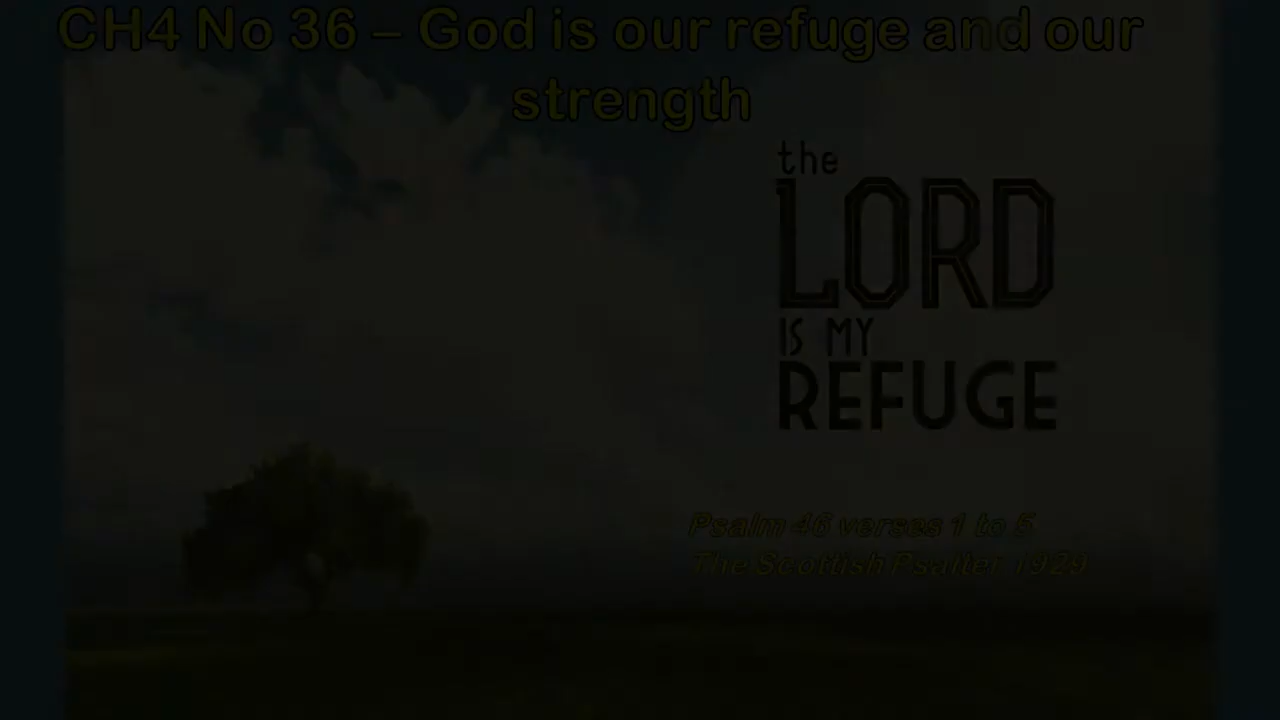 CH4 No 36 – God is our refuge and our
strength
the
LORD
IS MY
REFUGE
Psalm 46 verses 1 to 5
The Scottish Psalter 1929